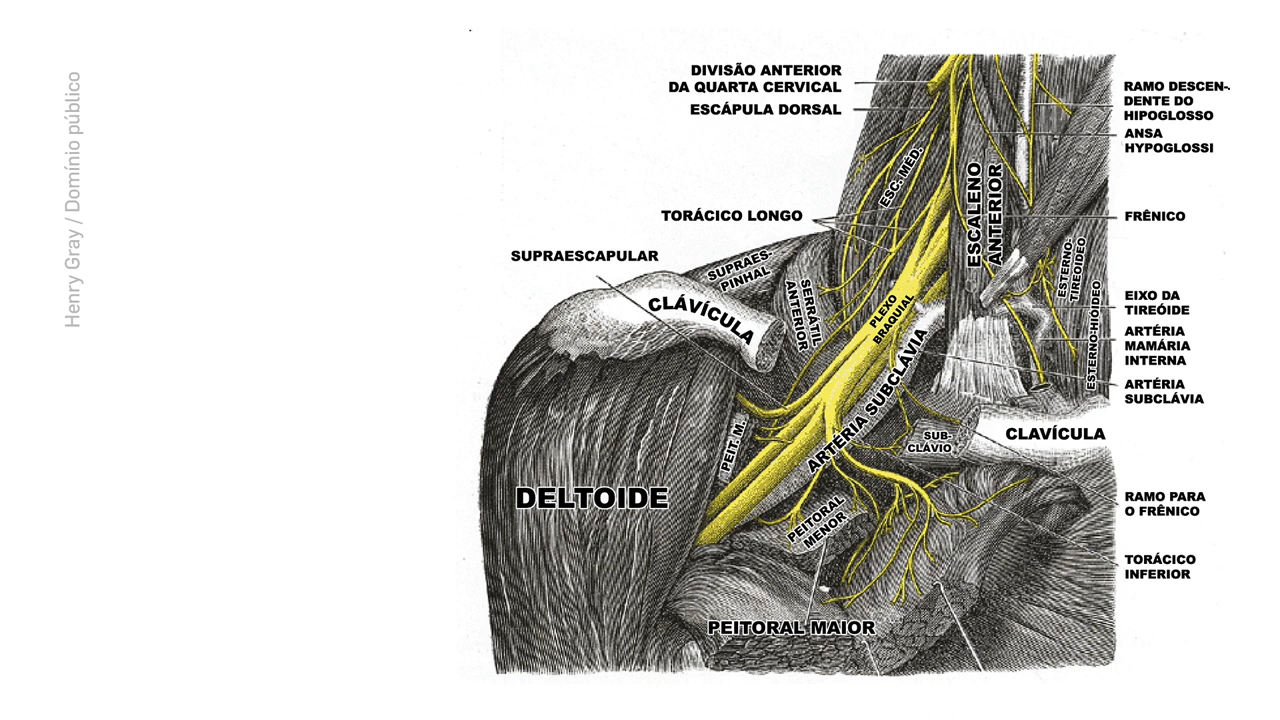 Henry Gray / Domínio público
DIVISÃO ANTERIOR
DA QUARTA CERVICAL
ESCÁPULA DORSAL
TORÁCICO LONGO
SUPRAESCAPULAR
ESC. MÉD.
ESCALENO
ANTERIOR
SUPRAES-
PINHAL
SERRÁTIL
ANTERIOR
CLÁVÍCULA
PLEXO
BRAQUIAL
ARTÉRIA SUBCLÁVIA
ESTERNO-
TIREOIDEO
ESTERNO-HIÓIDEO
PEIT. M.
SUB-
CLÁVIO
CLAVÍCULA
DELTOIDE
PEITORAL
MENOR
PEITORAL MAIOR
RAMO DESCEN-
DENTE DO
HIPOGLOSSO
ANSA
HYPOGLOSSI
FRÊNICO
EIXO DA
TIREÓIDE
ARTÉRIA
MAMÁRIA
INTERNA
ARTÉRIA
SUBCLÁVIA
RAMO PARA
O FRÊNICO
TORÁCICO
INFERIOR